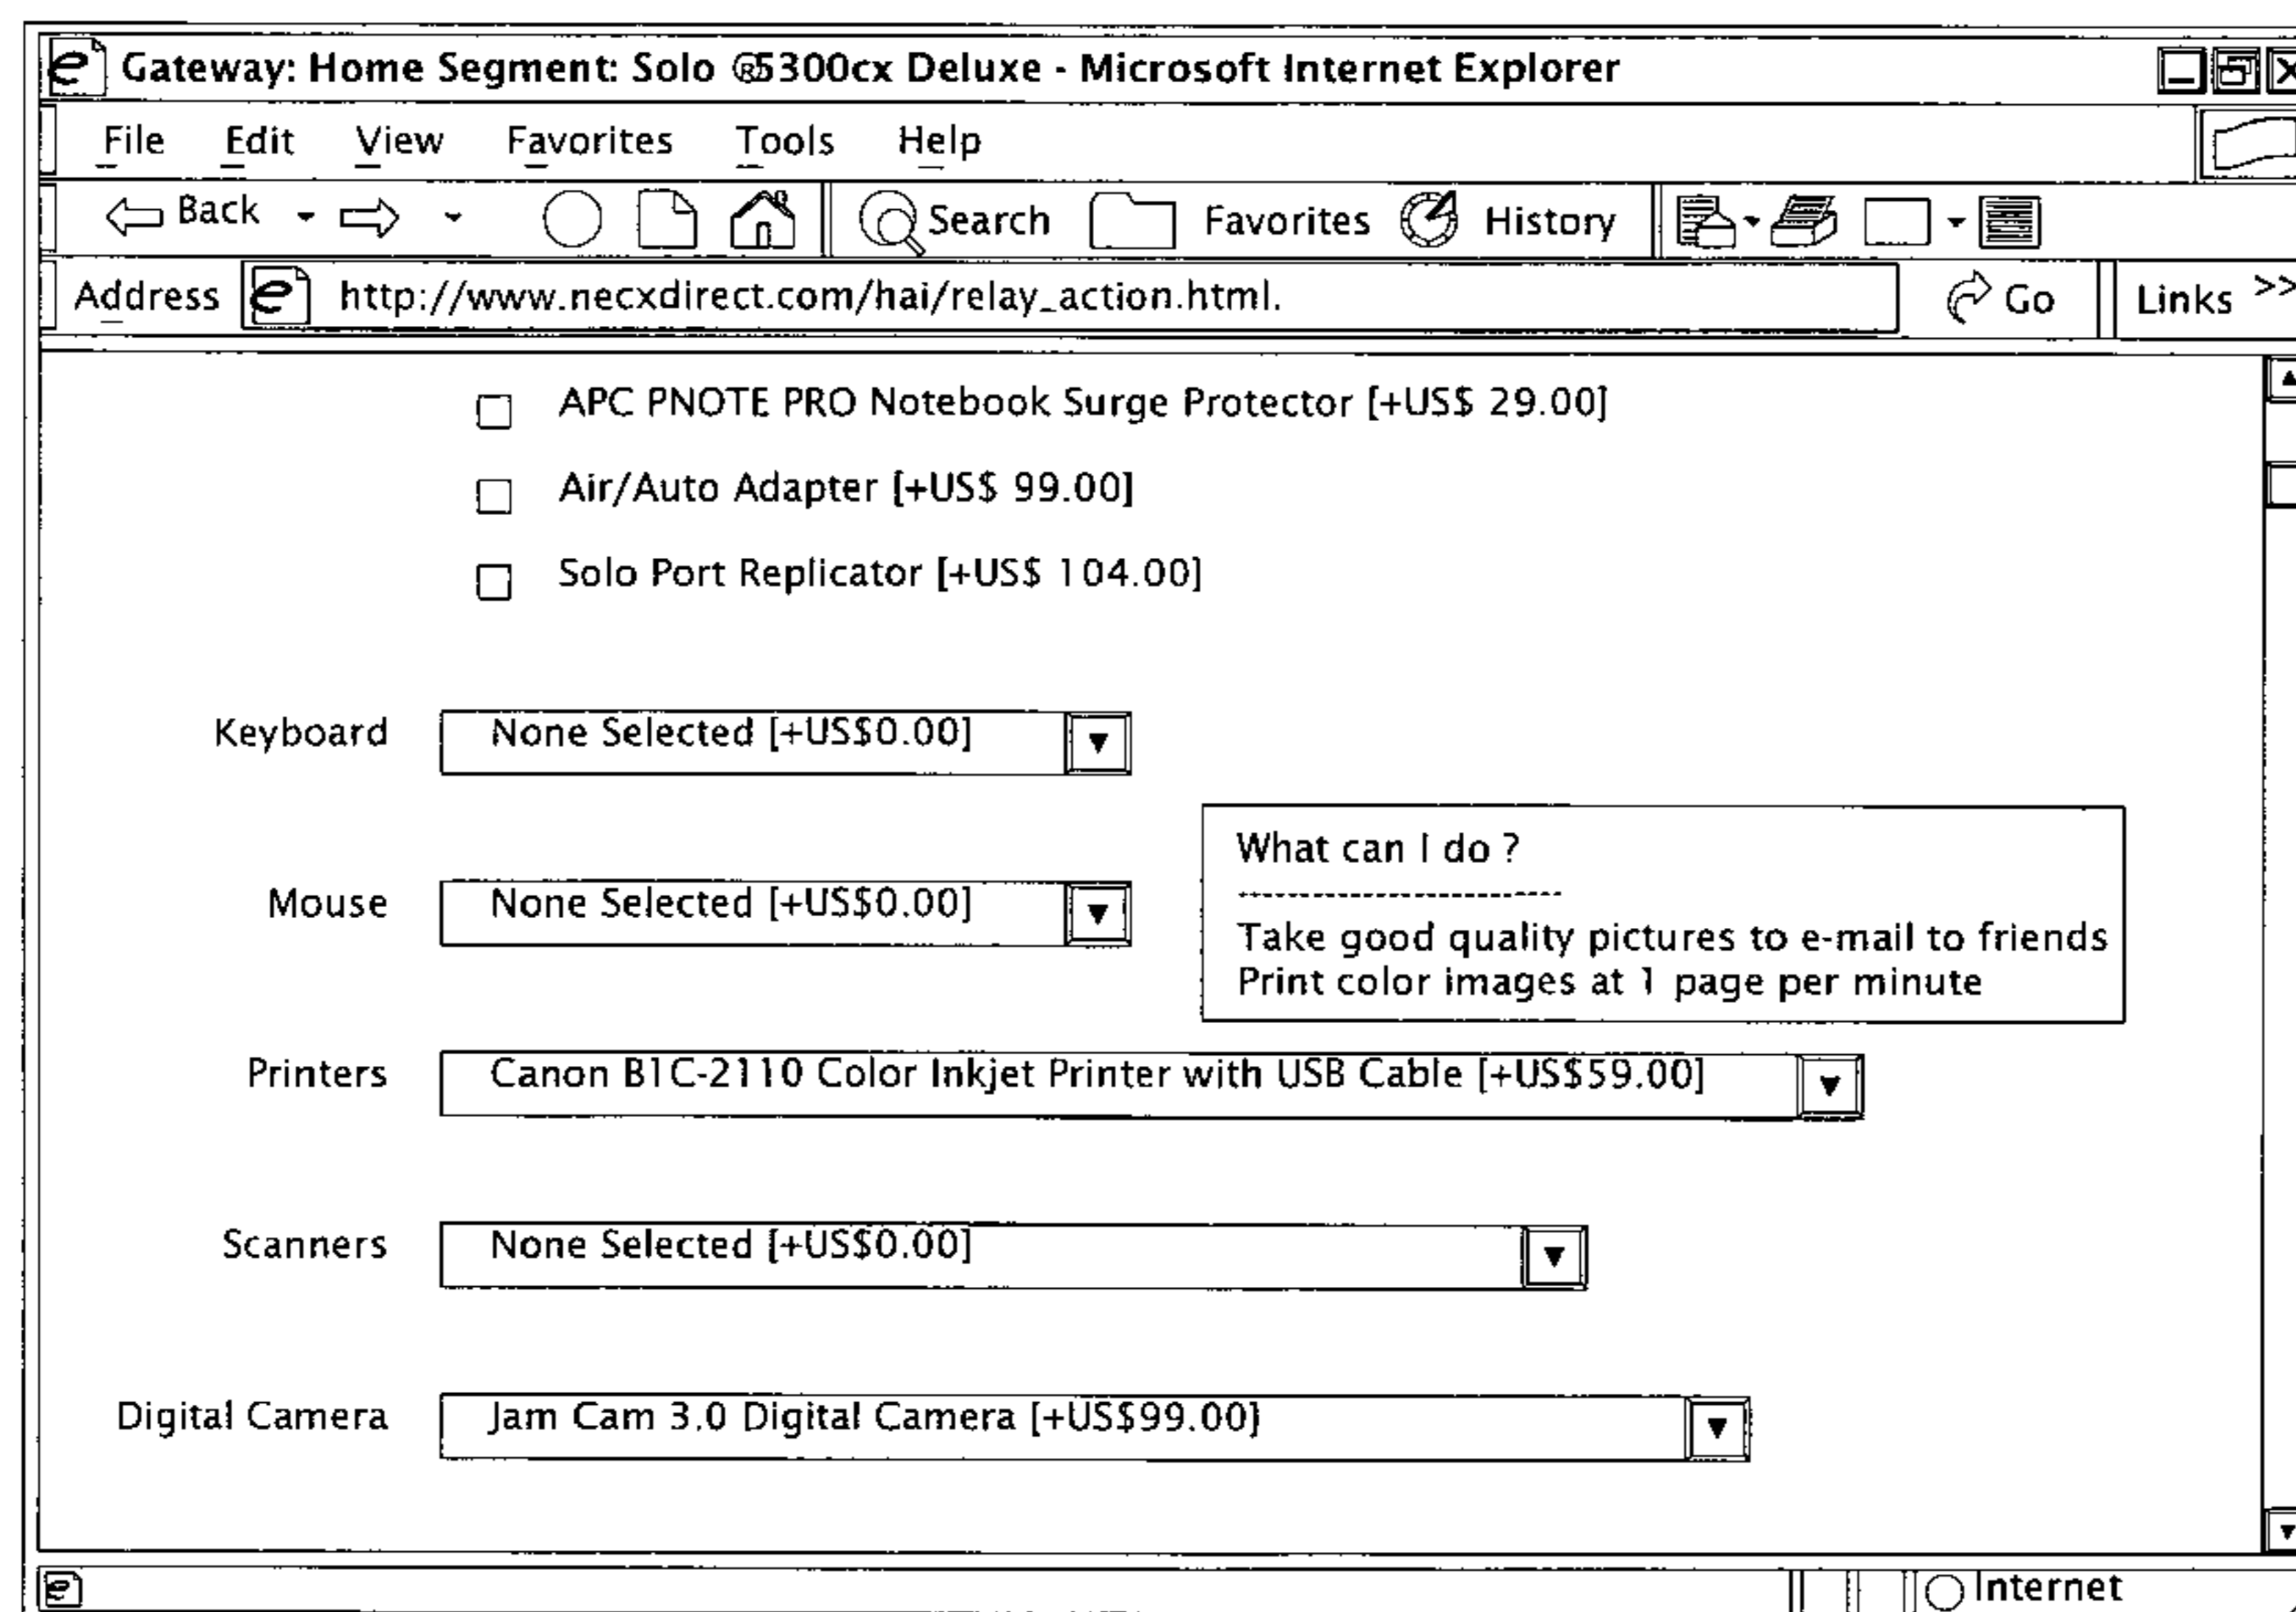 Gateway: Home Segment: Solo ®5300cx Deluxe - Microsoft Internet Explorer
File Edit View Favorites Tools Help
Back Search Favorites History
Address http://www.necxdirect.com/hai/relay_action.html. Go Links >>
APC PNOTE PRO Notebook Surge Protector [+US$ 29.00]
Air/Auto Adapter [+US$ 99.00]
Solo Port Replicator [+US$ 104.00]
Keyboard None Selected [+US$0.00]
What can I do ?
------------------------
Mouse None Selected [+US$0.00]
Take good quality pictures to e-mail to friends
Print color images at 1 page per minute
Printers Canon B1C-2110 Color Inkjet Printer with USB Cable [+US$59.00]
Scanners None Selected [+US$0.00]
Digital Camera Jam Cam 3.0 Digital Camera [+US$99.00]
Internet